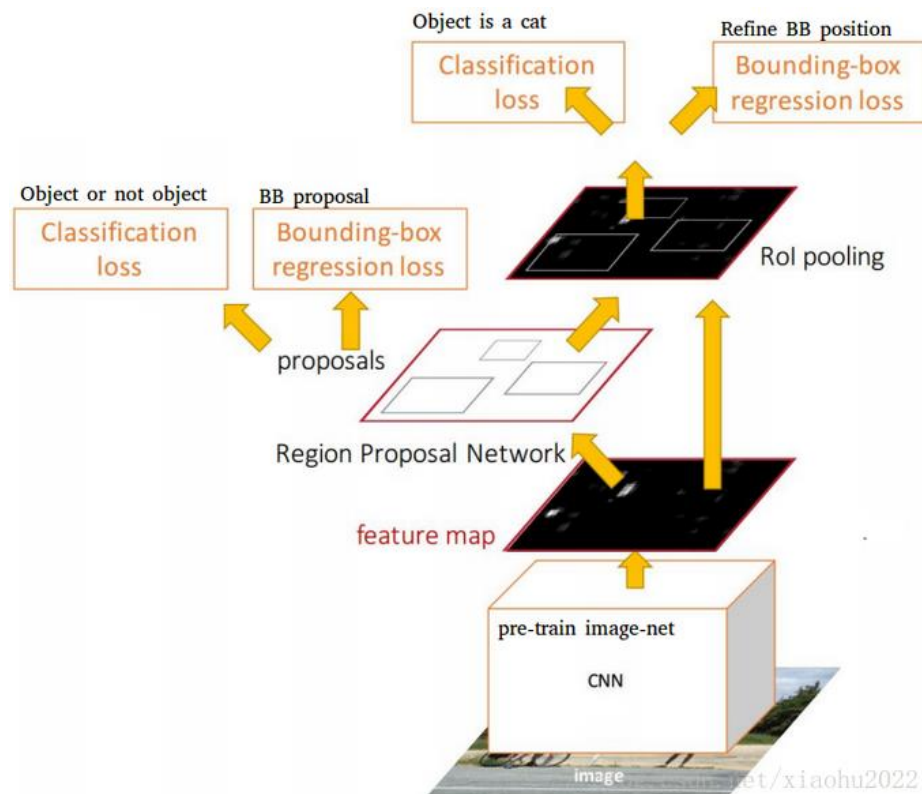 Object is a cat
Refine BB position
Classification
loss
Bounding-box
regression loss
Object or not object
BB proposal
Classification
loss
Bounding-box
regression loss
RoI pooling
proposals
Region Proposal Network
feature map
pre-train image-net
CNN
image
et/xiaohu2022